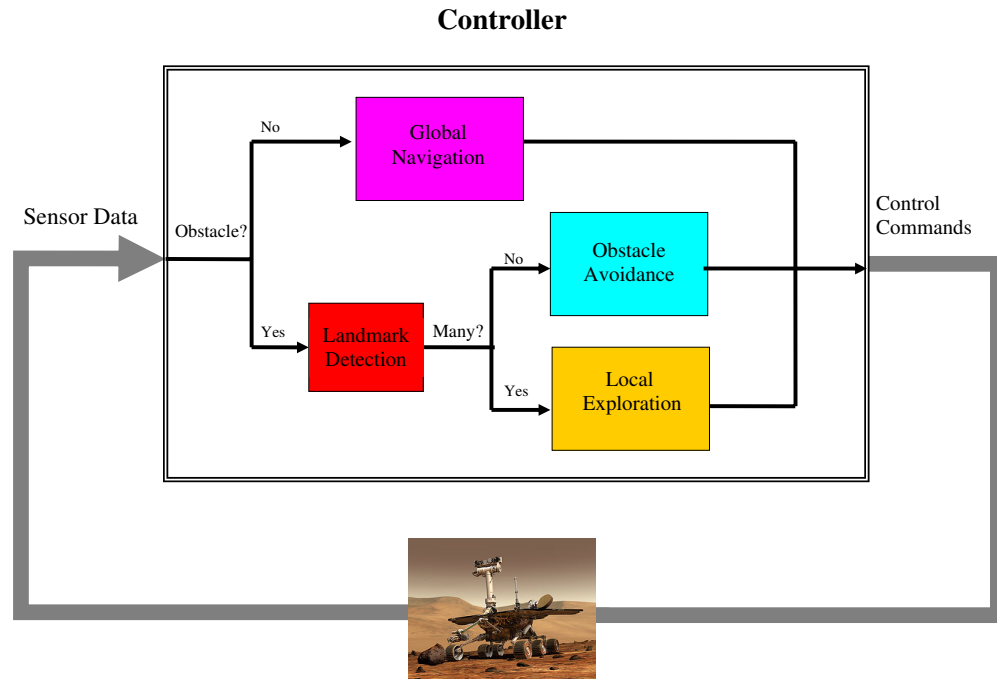 Controller
No
Global
Navigation
Sensor Data
Obstacle?
Control
Commands
No
Obstacle
Avoidance
Yes
Landmark
Detection
Many?
Yes
Local
Exploration